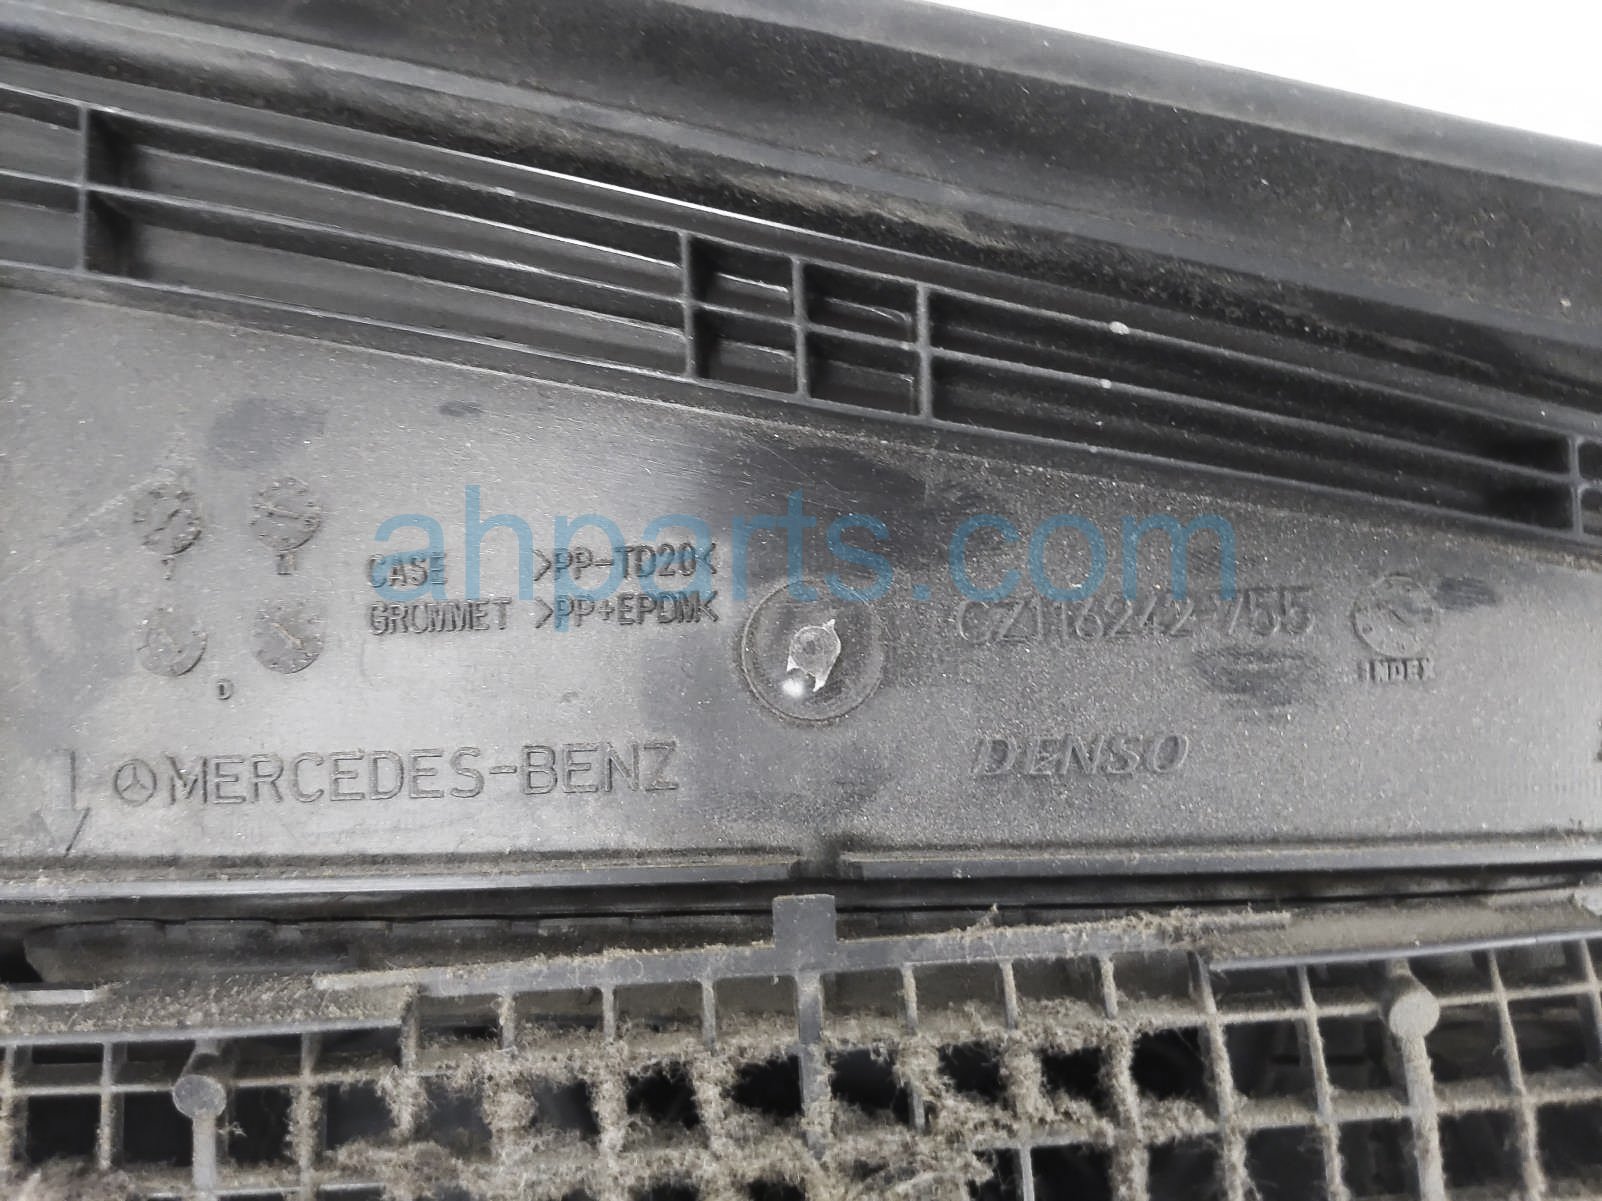 ahparts.com
CASE >PP-TD20<
GROMMET >PP+EPDM<
CZ116242-755
INDEX
D
MERCEDES-BENZ
DENSO